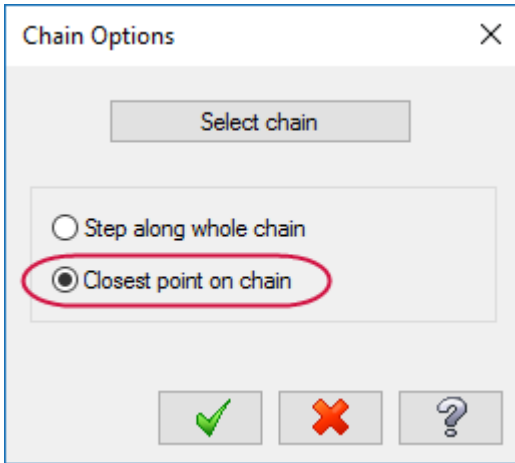 Chain Options
Select chain
Step along whole chain
Closest point on chain